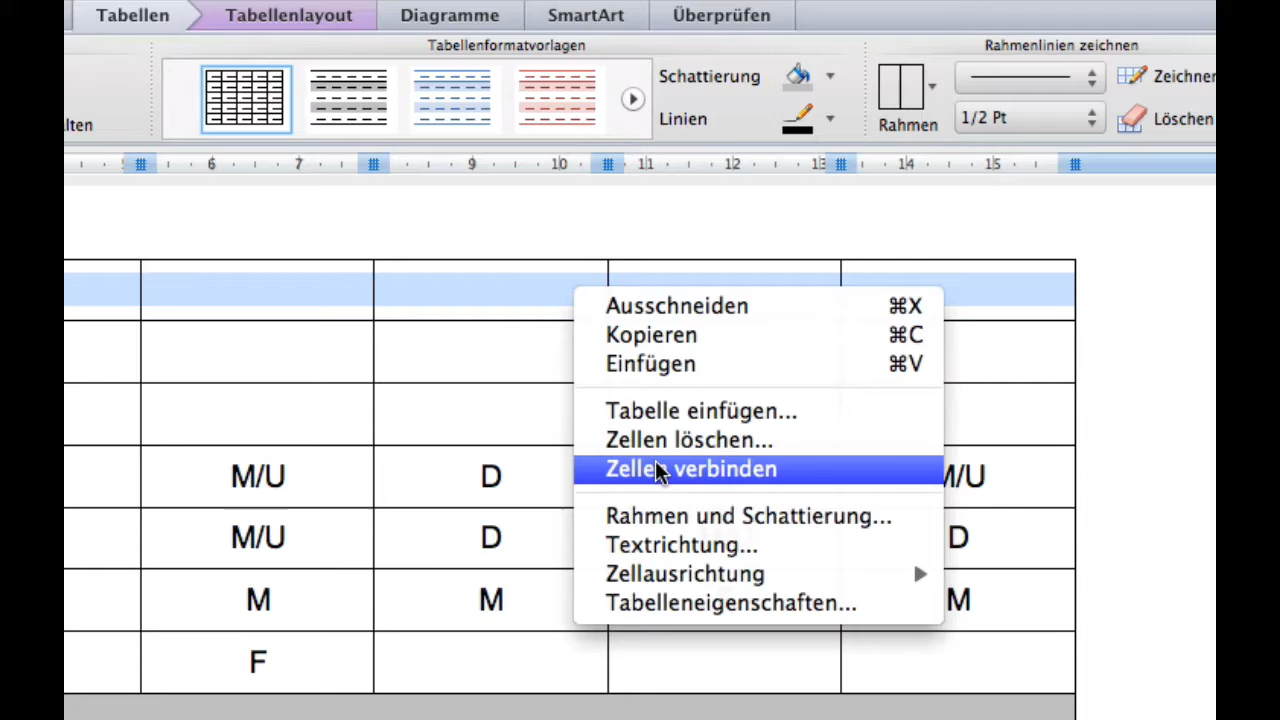 Tabellen Tabellenlayout Diagramme SmartArt Überprüfen
Tabellenformatvorlagen Rahmenlinien zeichnen
Schattierung Zeichner
lten Linien Rahmen 1/2 Pt Löschen
6 7 9 10 11 12 13 14 15
Ausschneiden ⌘X
Kopieren ⌘C
Einfügen ⌘V
Tabelle einfügen...
Zellen löschen...
Zellen verbinden
Rahmen und Schattierung...
Textrichtung...
Zellausrichtung
Tabelleneigenschaften...
M/U D M/U
M/U D D
M M M
F